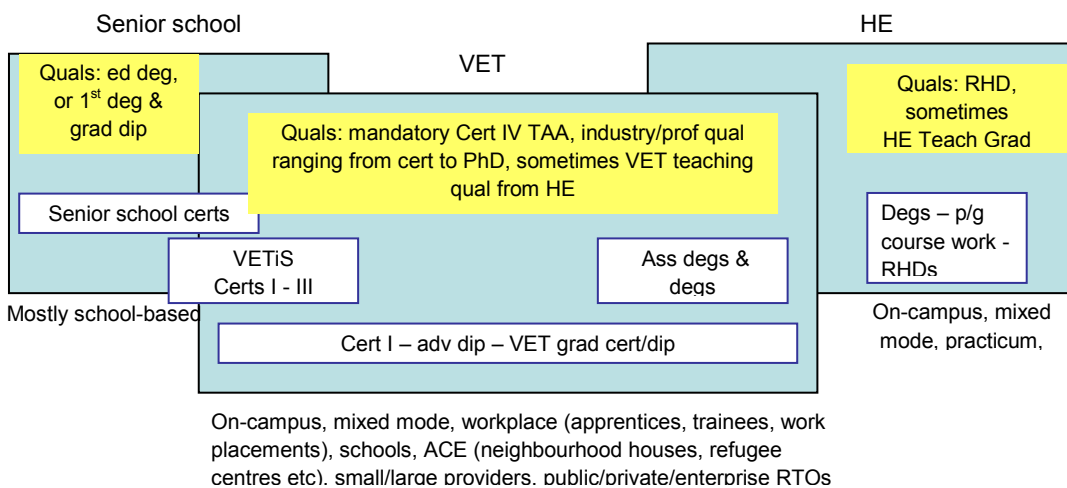 Senior school
HE
VET
Quals: ed deg,
or 1st deg &
grad dip
Quals: mandatory Cert IV TAA, industry/prof qual
ranging from cert to PhD, sometimes VET teaching
qual from HE
Quals: RHD,
sometimes
HE Teach Grad
Senior school certs
VETiS
Certs I - III
Ass degs &
degs
Degs – p/g
course work -
RHDs
Mostly school-based
Cert I – adv dip – VET grad cert/dip
On-campus, mixed
mode, practicum,
On-campus, mixed mode, workplace (apprentices, trainees, work
placements), schools, ACE (neighbourhood houses, refugee
centres etc), small/large providers, public/private/enterprise RTOs